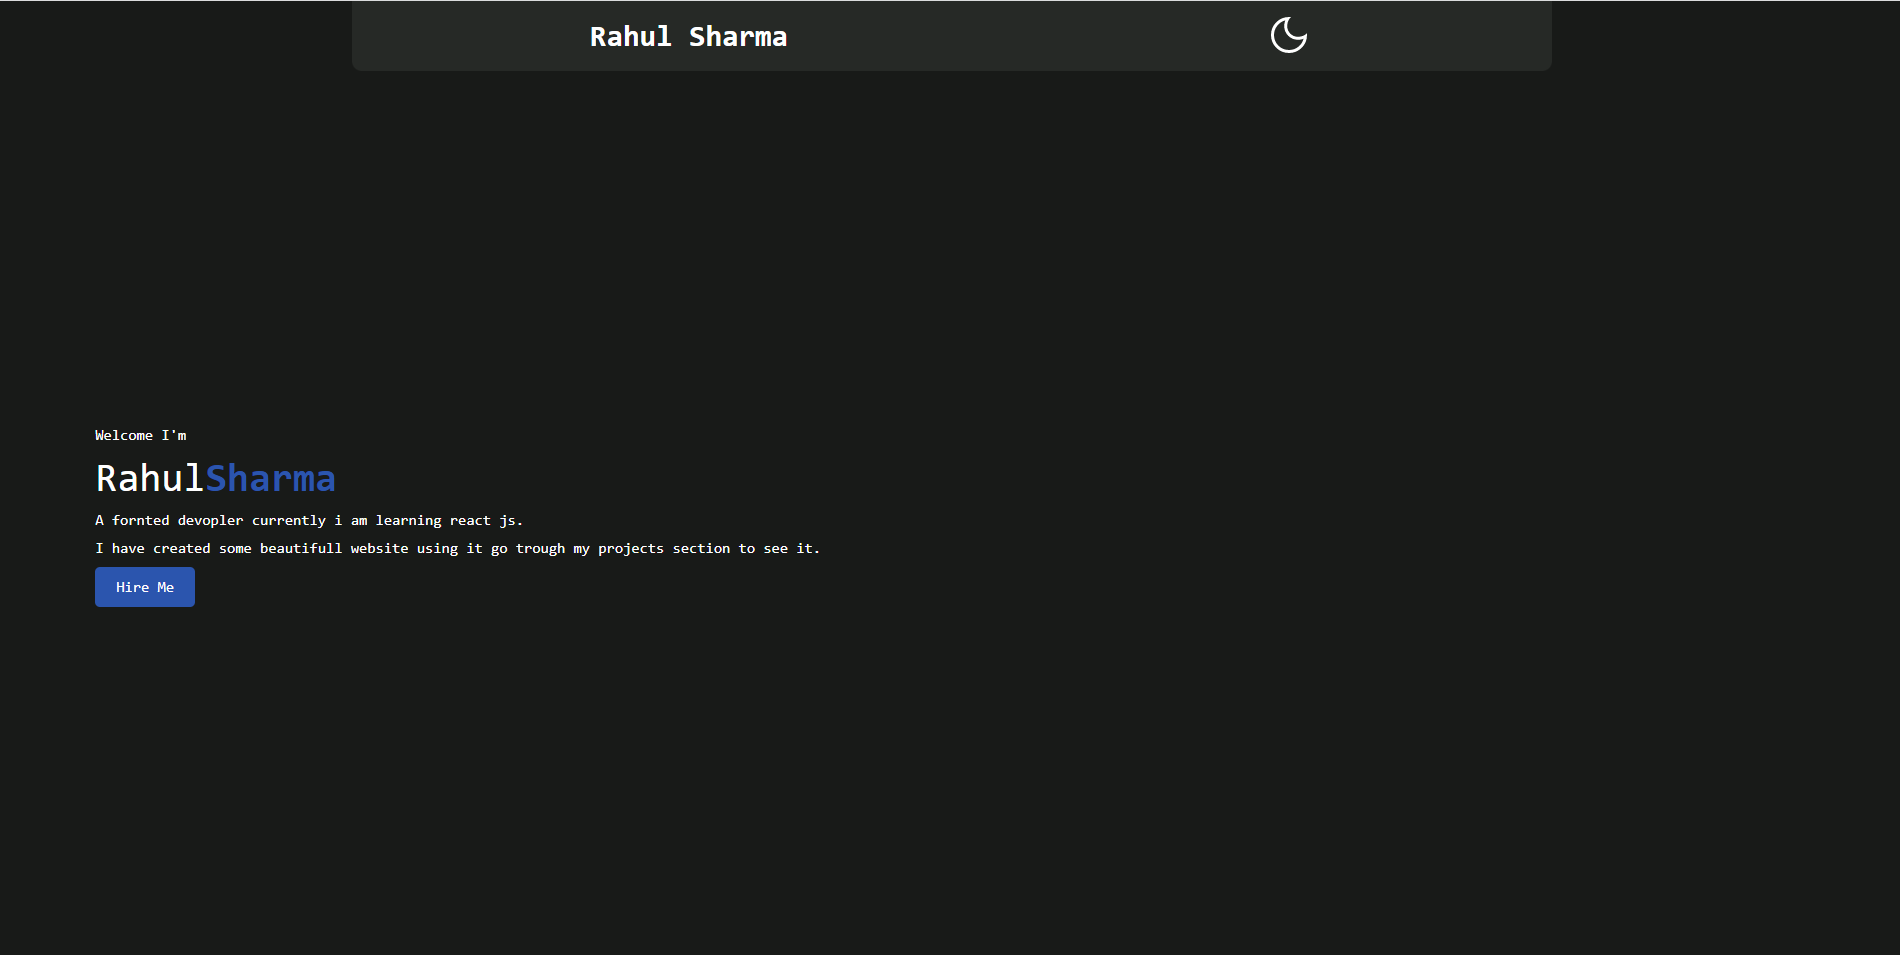 Rahul Sharma
Welcome I'm
RahulSharma
A fornted devopler currently i am learning react js.
I have created some beautifull website using it go trough my projects section to see it.
Hire Me